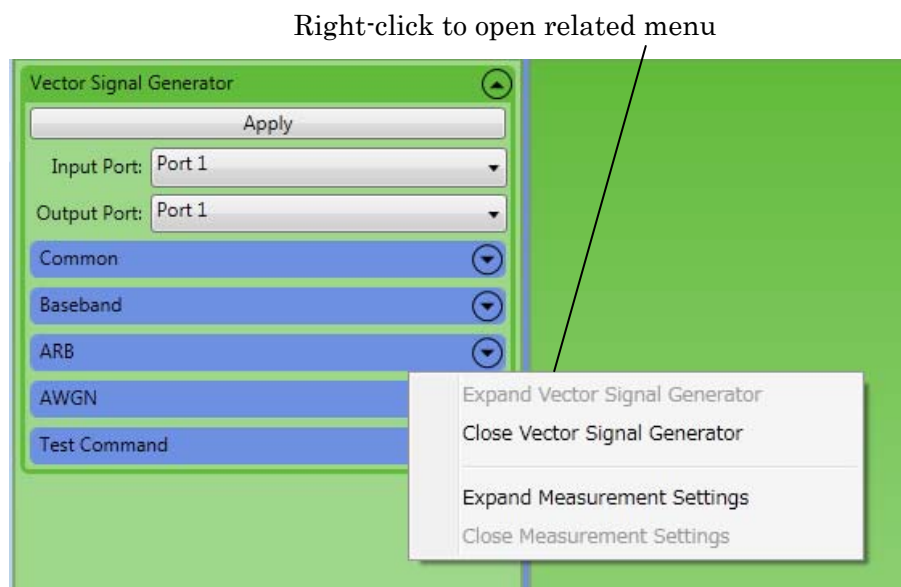 Right-click to open related menu
Vector Signal Generator
Apply
Input Port: Port 1
Output Port: Port 1
Common
Baseband
ARB
AWGN
Test Command
Expand Vector Signal Generator
Close Vector Signal Generator
Expand Measurement Settings
Close Measurement Settings